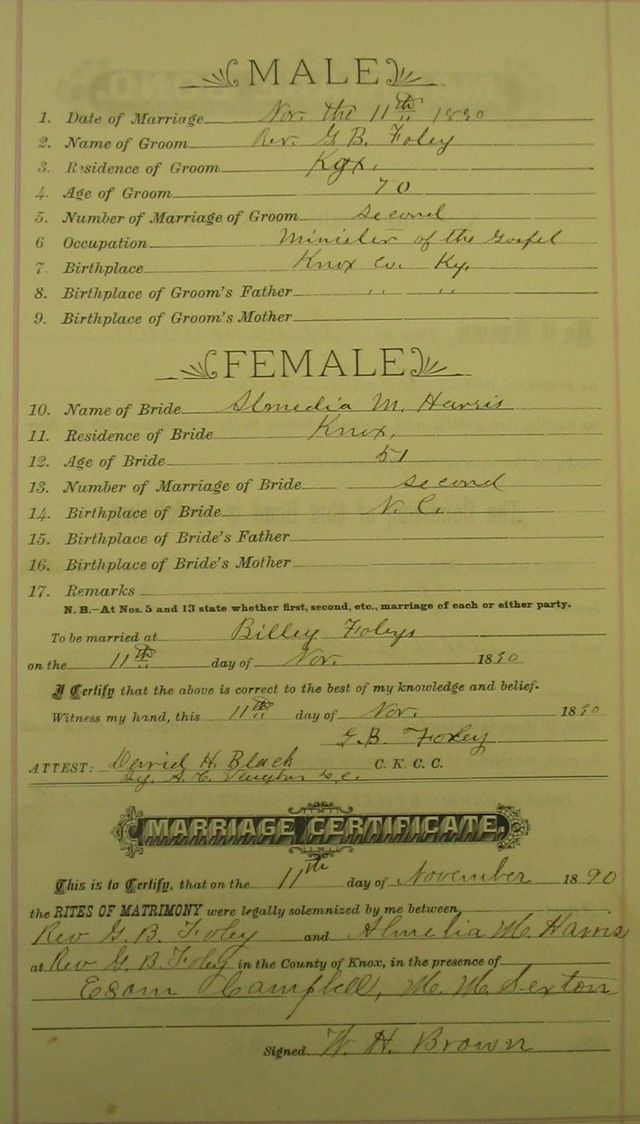 MALE
1. Date of Marriage Nov. the 11th 1890
2. Name of Groom Rev. G B. Foley
3. Residence of Groom Knox,
4. Age of Groom 70
5. Number of Marriage of Groom second
6 Occupation Minister of the Gospel
7. Birthplace Knox co. Ky.
8. Birthplace of Groom's Father " "
9. Birthplace of Groom's Mother
FEMALE
10. Name of Bride Almedia M. Harris
11. Residence of Bride Knox,
12. Age of Bride 51
13. Number of Marriage of Bride second
14. Birthplace of Bride N. C.
15. Birthplace of Bride's Father
16. Birthplace of Bride's Mother
17. Remarks
N. B.—At Nos. 5 and 13 state whether first, second, etc., marriage of each or either party.
To be married at Billey Foleys
on the 11th day of Nov. 1890
I Certify that the above is correct to the best of my knowledge and belief.
Witness my hand, this 11th day of Nov. 1890
G.B. Foley
ATTEST: David H. Black C. K. C. C.
By. D.C.
MARRIAGE CERTIFICATE.
This is to Certify, that on the 11th day of November 1890
the RITES OF MATRIMONY were legally solemnized by me between
Rev G. B. Foley and Almelia M. Harris
at Rev G. B. Foley in the County of Knox, in the presence of
Esom Campbell, M. M. Sexton
Signed W. H. Brown